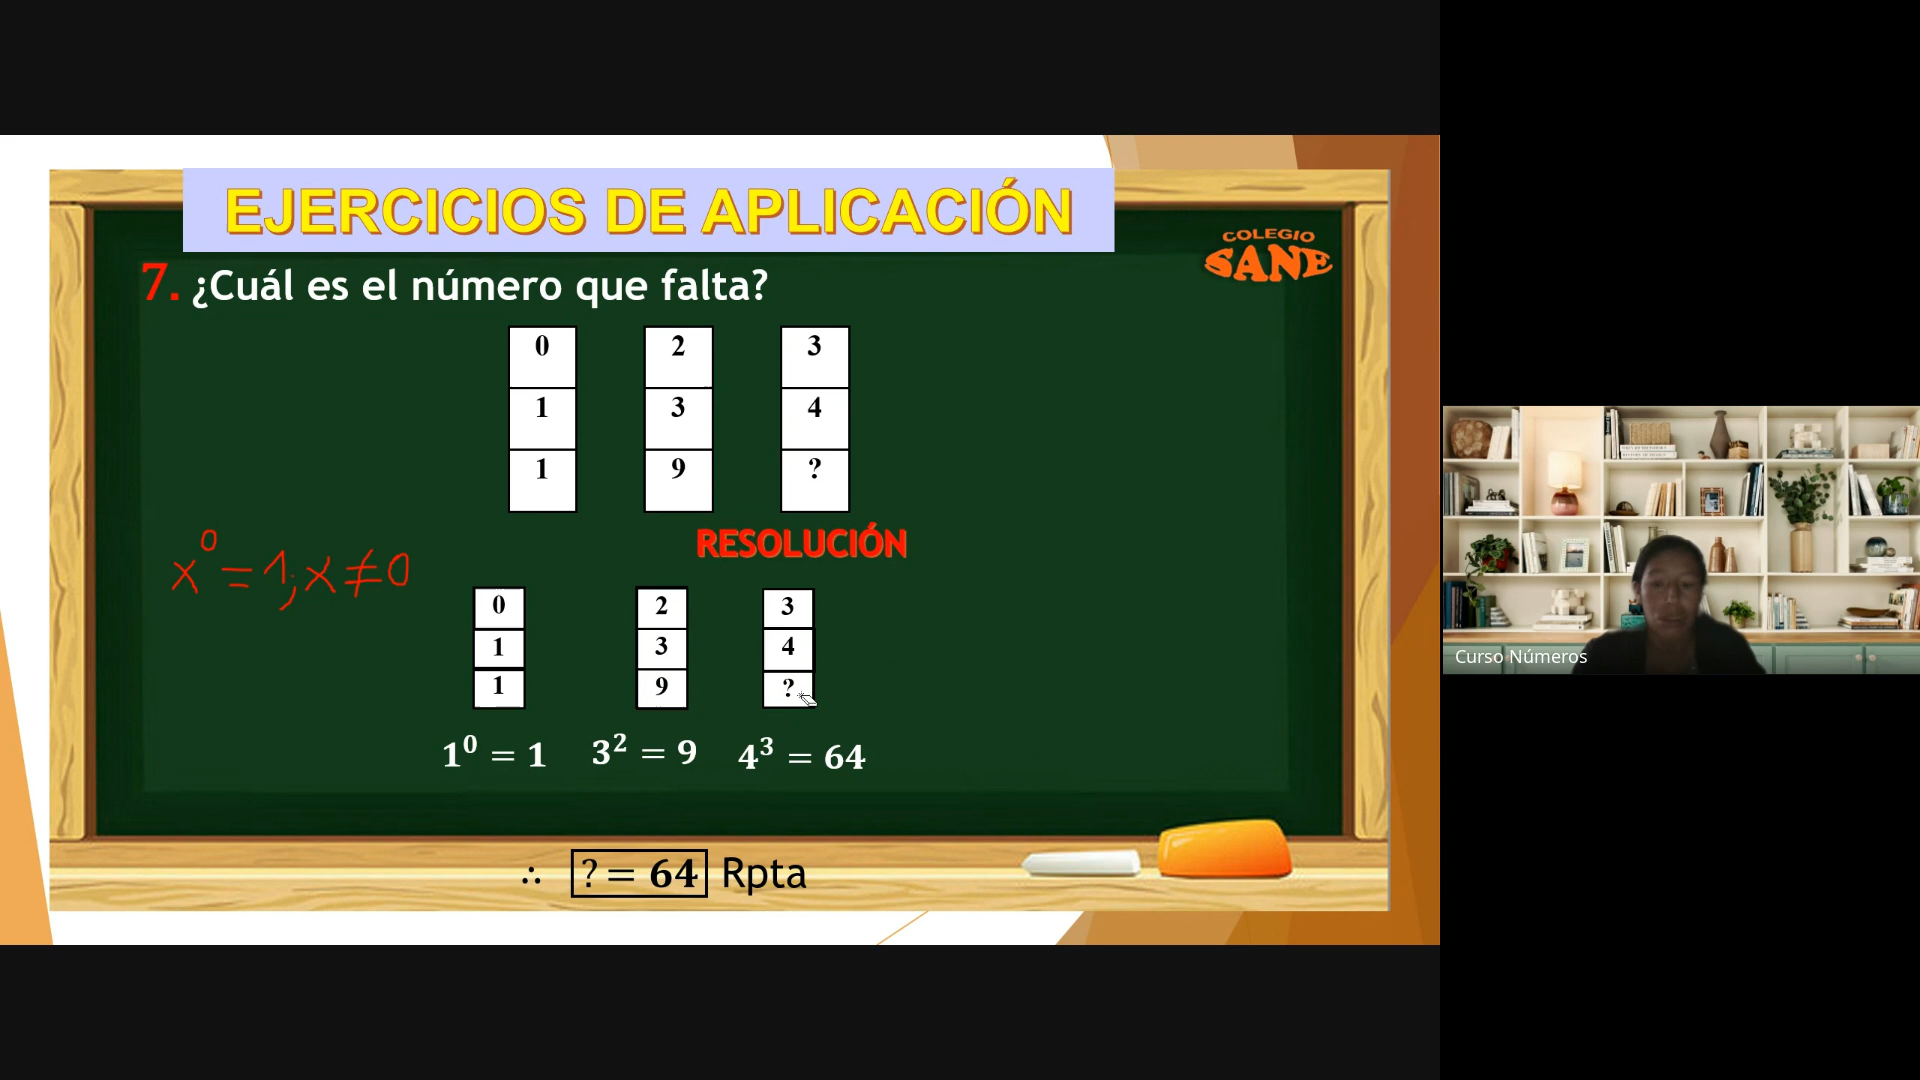 EJERCICIOS DE APLICACIÓN
COLEGIO
SANE
7. ¿Cuál es el número que falta?
0 2 3
1 3 4
1 9 ?
RESOLUCIÓN
x⁰ = 1; x ≠ 0
0 2 3
1 3 4
1 9 ?
1⁰ = 1 3² = 9 4³ = 64
∴ ? = 64 Rpta
Curso Números